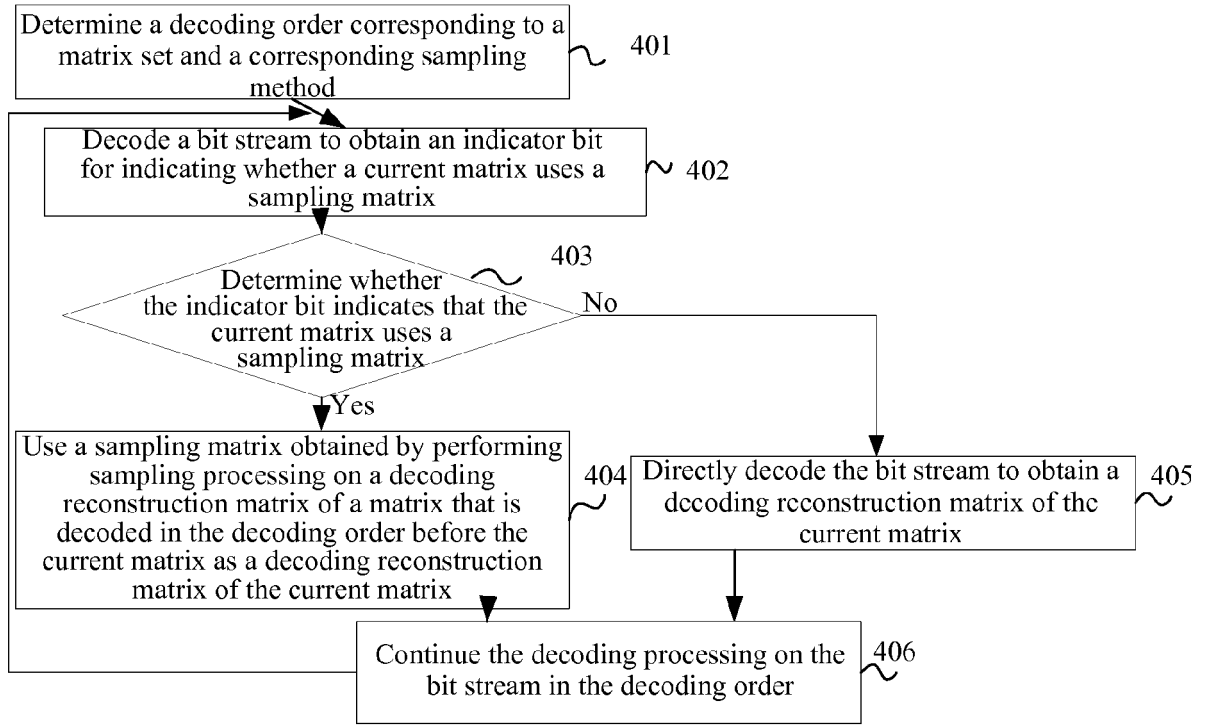 Determine a decoding order corresponding to a
matrix set and a corresponding sampling
method
401
Decode a bit stream to obtain an indicator bit
for indicating whether a current matrix uses a
sampling matrix
402
403
Determine whether
the indicator bit indicates that the
current matrix uses a
sampling matrix
No
Yes
Use a sampling matrix obtained by performing
sampling processing on a decoding
reconstruction matrix of a matrix that is
decoded in the decoding order before the
current matrix as a decoding reconstruction
matrix of the current matrix
404
Directly decode the bit stream to obtain a
decoding rcconstruction matrix of the
current matrix
405
Continue the decoding processing on the
bit stream in the decoding order
406